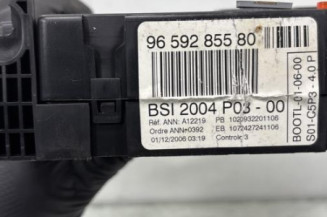 96 592 855 80
BSI 2004 P03 - 00
Réf. ANN: A12219 PB 1020932201106
Ordre ANN+0392 EB 1072427241106
01/12/2006 03:19 Controle: 3
BOOTL-01-06-00
S01-C5P3 - 4.0 P